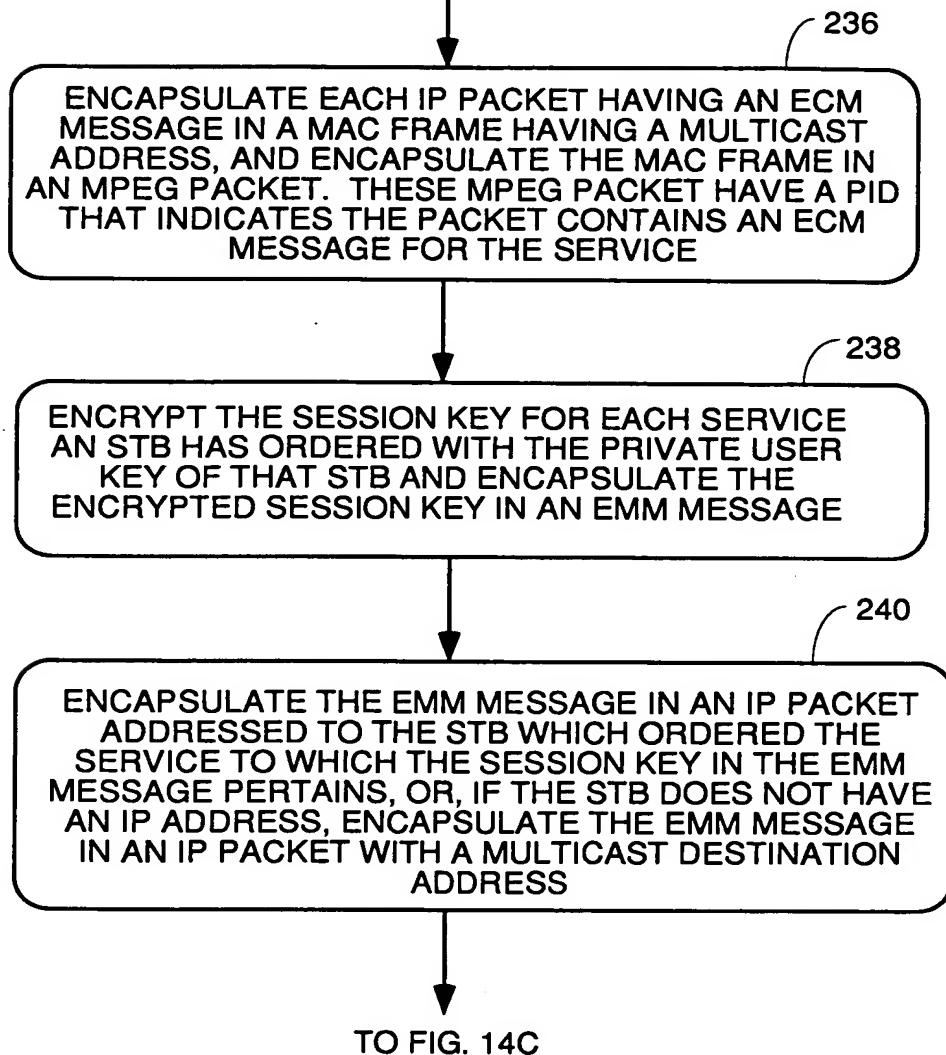 236
ENCAPSULATE EACH IP PACKET HAVING AN ECM
MESSAGE IN A MAC FRAME HAVING A MULTICAST
ADDRESS, AND ENCAPSULATE THE MAC FRAME IN
AN MPEG PACKET. THESE MPEG PACKET HAVE A PID
THAT INDICATES THE PACKET CONTAINS AN ECM
MESSAGE FOR THE SERVICE
238
ENCRYPT THE SESSION KEY FOR EACH SERVICE
AN STB HAS ORDERED WITH THE PRIVATE USER
KEY OF THAT STB AND ENCAPSULATE THE
ENCRYPTED SESSION KEY IN AN EMM MESSAGE
240
ENCAPSULATE THE EMM MESSAGE IN AN IP PACKET
ADDRESSED TO THE STB WHICH ORDERED THE
SERVICE TO WHICH THE SESSION KEY IN THE EMM
MESSAGE PERTAINS, OR, IF THE STB DOES NOT HAVE
AN IP ADDRESS, ENCAPSULATE THE EMM MESSAGE
IN AN IP PACKET WITH A MULTICAST DESTINATION
ADDRESS
TO FIG. 14C